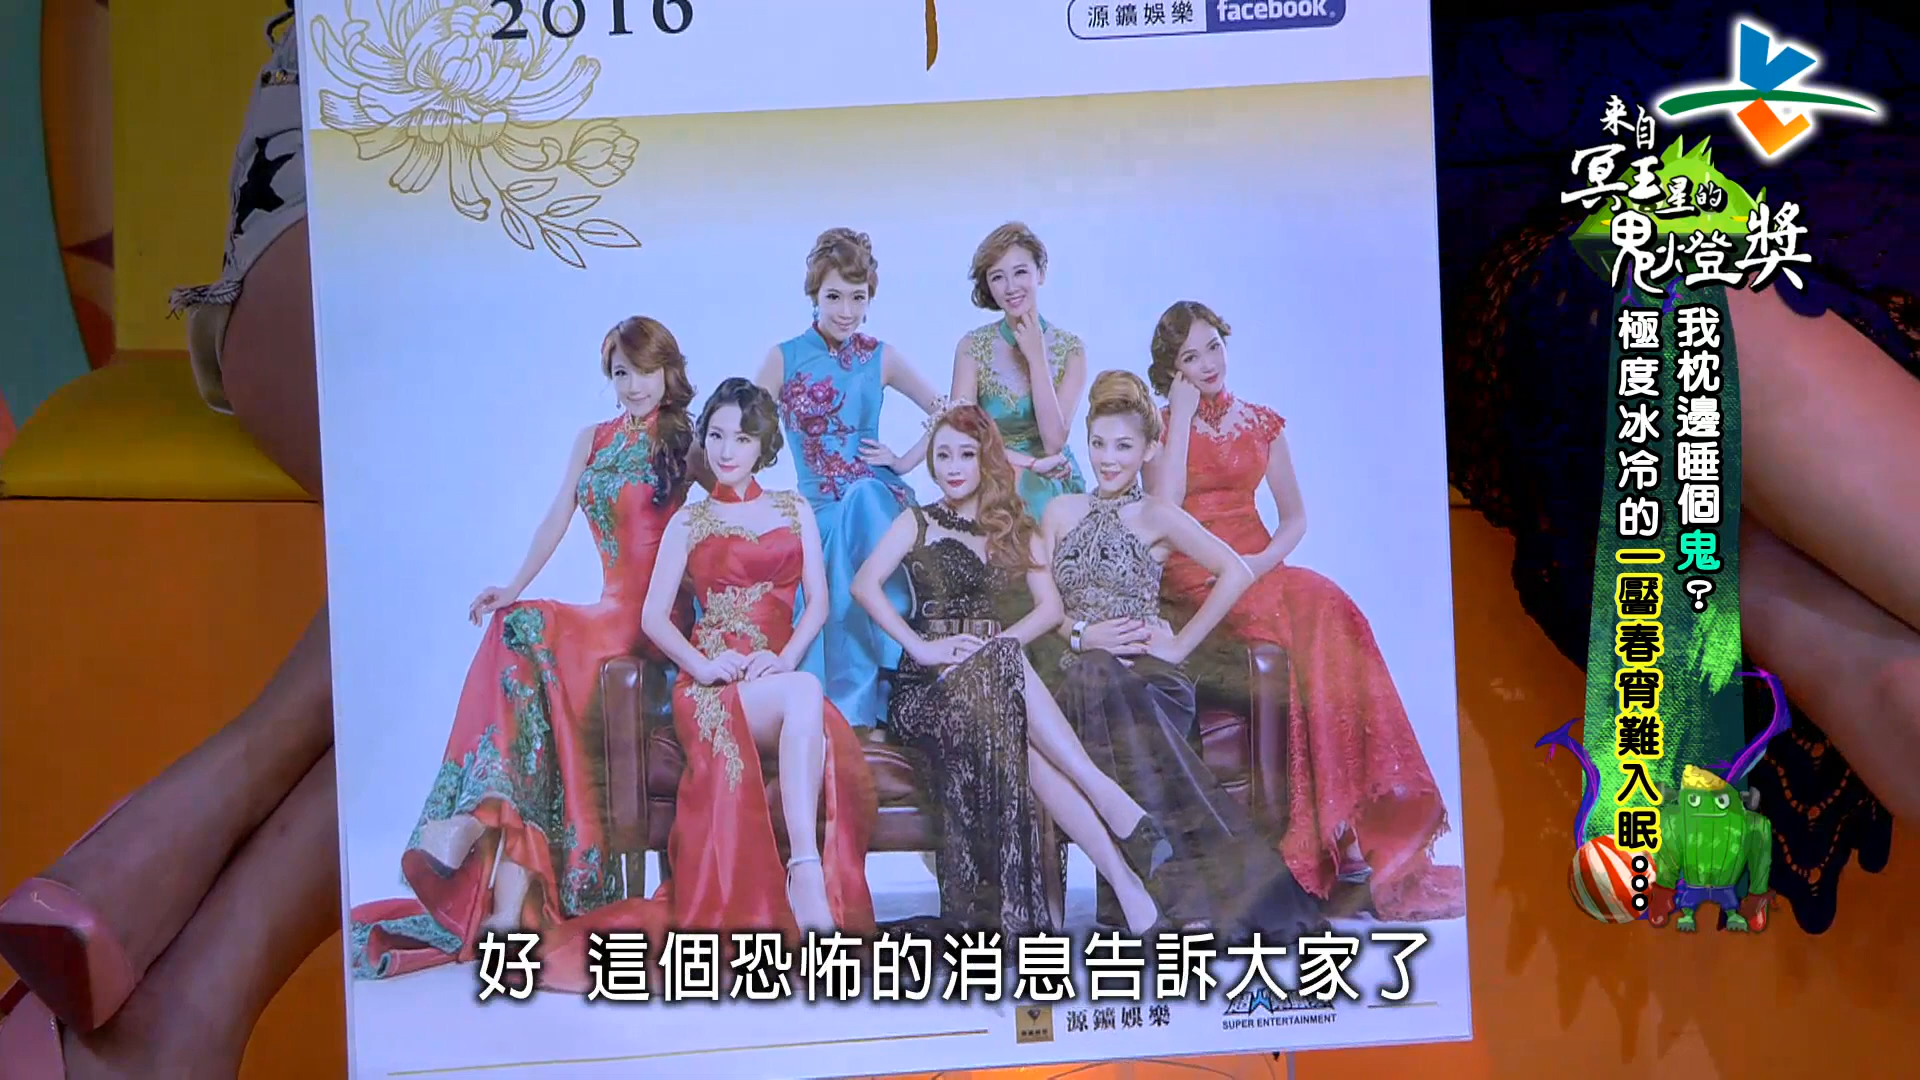 2016
源鑛娛樂 facebook
来自
冥王星的
鬼燈獎
我枕邊睡個鬼?
極度冰冷的一壓春宵難入眠...
好 這個恐怖的消息告訴大家了
源鑛娛樂
SUPER ENTERTAINMENT